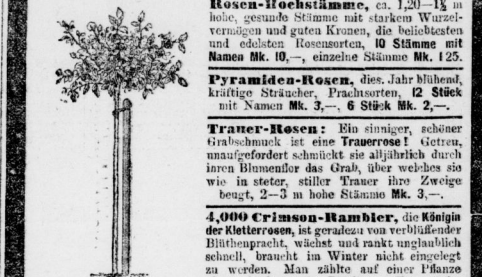 Rosen-Hochstämme, ca. 1,20—1½ m
hohe, gesunde Stämme mit starkem Wurzel-
vermögen und guten Kronen, die beliebtesten
und edelsten Rosensorten, 10 Stämme mit
Namen Mk. 10,—, einzelne Stämme Mk. 1 25.
Pyramiden-Rosen, dies. Jahr blühend,
kräftige Sträucher, Prachtsorten, 12 Stück
mit Namen Mk. 3,—, 6 Stück Mk. 2,—.
Trauer-Rosen: Ein sinniger, schöner
Grabschmuck ist eine Trauerrose! Getreu,
unaufgefordert schmückt sie alljährlich durch
ihren Blumenflor das Grab, über welches sie
wie in steter, stiller Trauer ihre Zweige
beugt, 2—3 m hohe Stämme Mk. 3,—.
4,000 Crimson-Rambler, die Königin
der Kletterrosen, ist geradezu von verblüffender
Blüthenpracht, wächst und rankt unglaublich
schnell, braucht im Winter nicht eingelegt
zu werden. Man zählte auf einer Pflanze